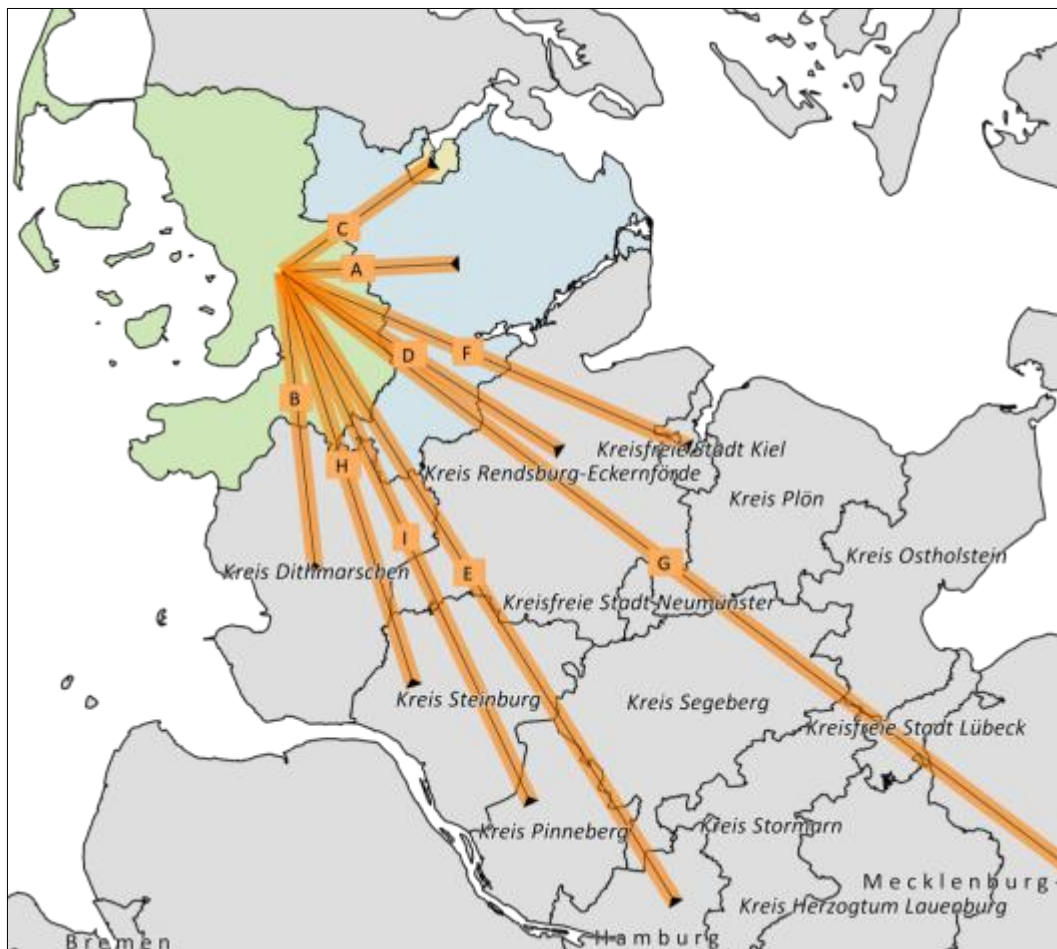 C
A
F
D
B
Kreisfreie Stadt Kiel
H
Kreis Rendsburg-Eckernförde
Kreis Plön
I
Kreis Ostholstein
G
Kreis Dithmarschen
E
Kreisfreie Stadt Neumünster
Kreis Steinburg
Kreis Segeberg
Kreisfreie Stadt Lübeck
Kreis Pinneberg
Kreis Stormarn
Mecklenburg-
Kreis Herzogtum Lauenburg
Bremen
Hamburg